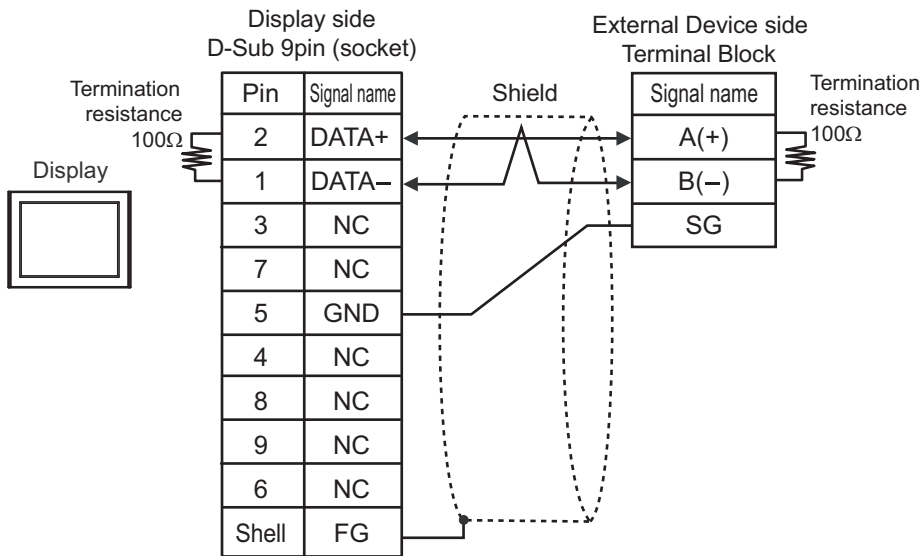 Display side
D-Sub 9pin (socket)
External Device side
Terminal Block
Termination
resistance
100Ω
Display
Pin Signal name
2 DATA+
1 DATA−
3 NC
7 NC
5 GND
4 NC
8 NC
9 NC
6 NC
Shell FG
Shield
Signal name
A(+)
B(−)
SG
Termination
resistance
100Ω